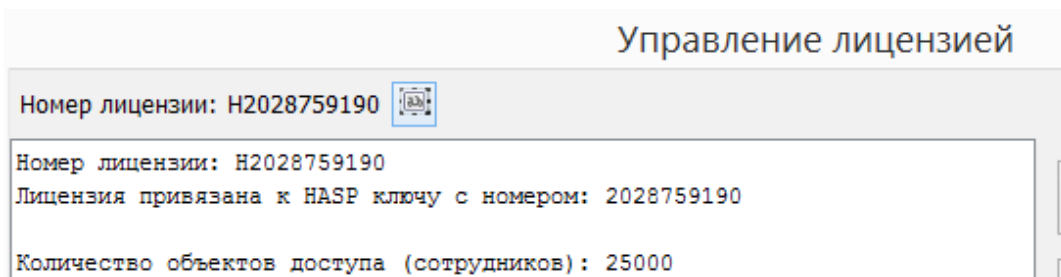 Управление лицензией
Номер лицензии: H2028759190
Номер лицензии: H2028759190
Лицензия привязана к HASP ключу с номером: 2028759190
Количество объектов доступа (сотрудников): 25000